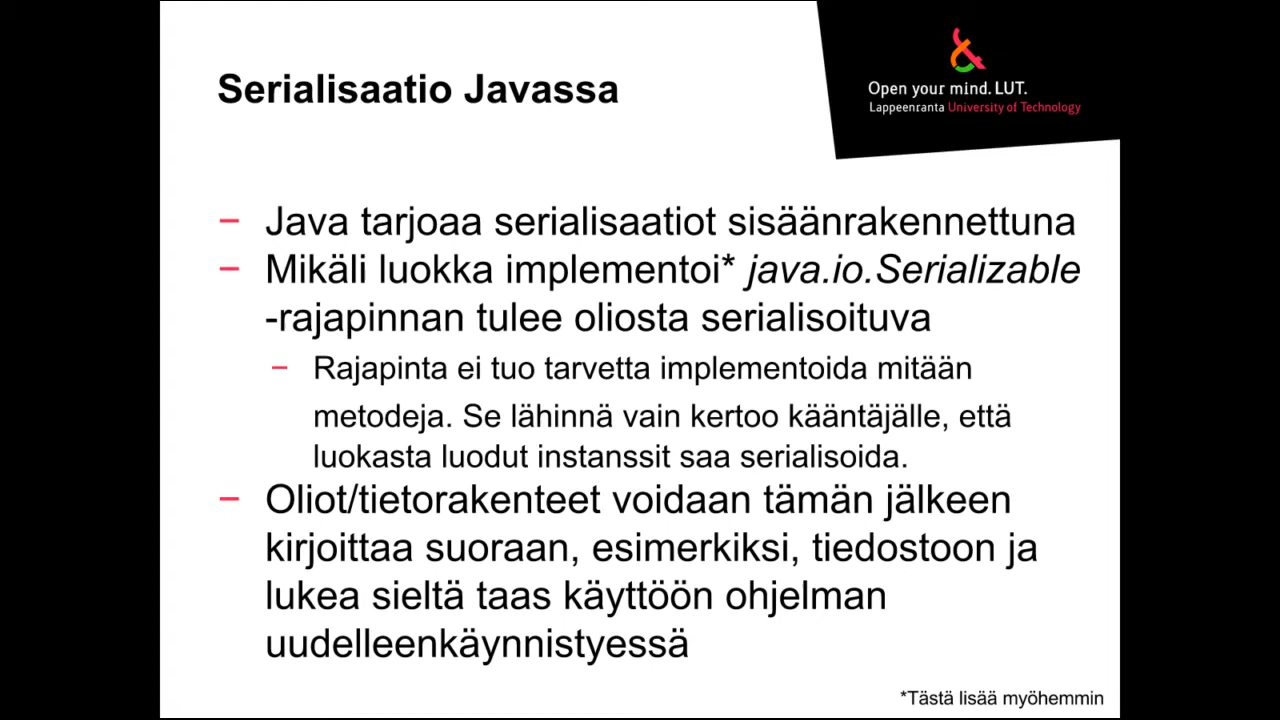 Serialisaatio Javassa
Open your mind. LUT.
Lappeenranta University of Technology
– Java tarjoaa serialisaatiot sisäänrakennettuna
– Mikäli luokka implementoi* java.io.Serializable
-rajapinnan tulee oliosta serialisoituva
– Rajapinta ei tuo tarvetta implementoida mitään
metodeja. Se lähinnä vain kertoo kääntäjälle, että
luokasta luodut instanssit saa serialisoida.
– Oliot/tietorakenteet voidaan tämän jälkeen
kirjoittaa suoraan, esimerkiksi, tiedostoon ja
lukea sieltä taas käyttöön ohjelman
uudelleenkäynnistyessä
*Tästä lisää myöhemmin